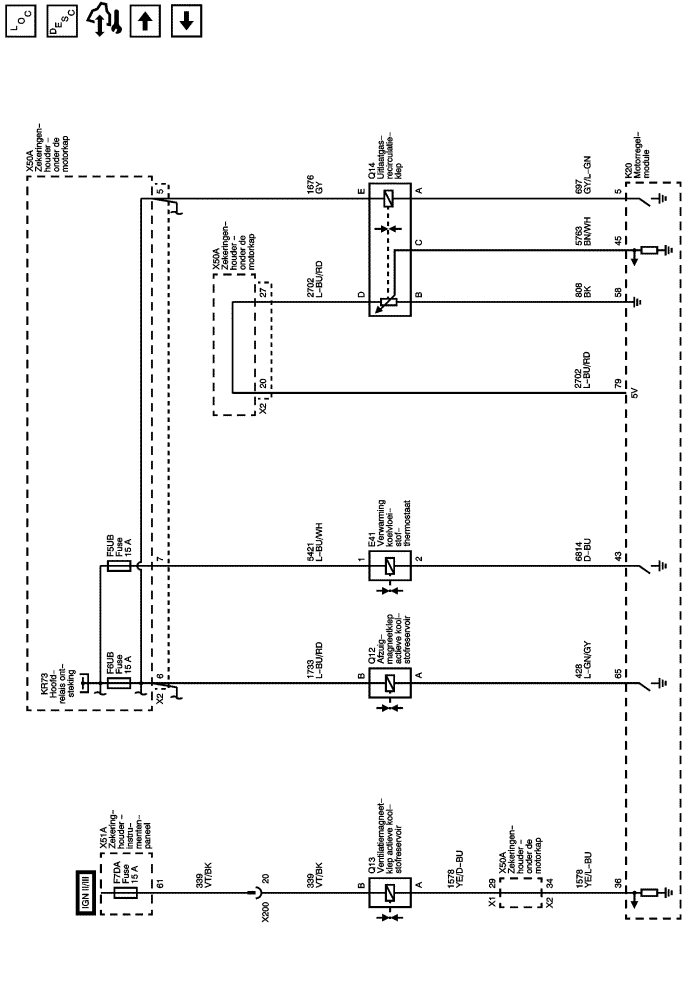 LOC
DESC
X50A
Zekeringen–
houder –
onder de
motorkap
KR73
Hoofd–
relais ont–
steking
F6UB
Fuse
15 A
F5UB
Fuse
15 A
X2
6
7
5
1733
L–BU/RD
5421
L–BU/WH
1676
GY
X50A
Zekeringen–
houder –
onder de
motorkap
X2
20
27
2702
L–BU/RD
Q14
Uitlaatgas–
recirculatie–
klep
E
A
C
D
B
697
GY/L–GN
5763
BN/WH
808
BK
2702
L–BU/RD
K20
Motorregel–
module
5
45
58
79
5V
E41
Verwarming
koelvloei–
stof–
thermostaat
1
2
6814
D–BU
43
Q12
Afzuig–
magneetklep
actieve kool–
stofreservoir
B
A
428
L–GN/GY
65
IGN II/III
X51A
Zekering–
houder –
instru–
menten–
paneel
F7DA
Fuse
15 A
61
339
VT/BK
20
X200
339
VT/BK
Q13
Ventilatiemagneet–
klep actieve kool–
stofreservoir
B
A
1578
YE/D–BU
X1
29
X50A
Zekeringen–
houder –
onder de
motorkap
34
X2
1578
YE/L–BU
36